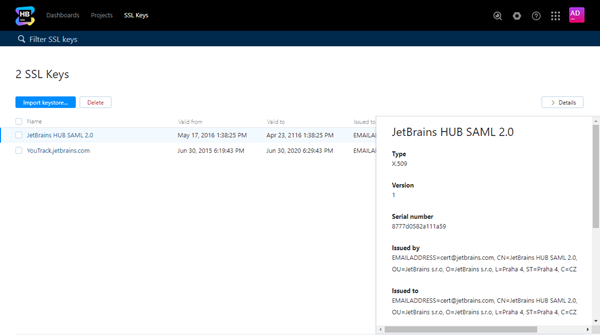 HB
Dashboards Projects SSL Keys
AD
Filter SSL keys
2 SSL Keys
Import keystore... Delete
Details
Name Valid from Valid to Issued to
JetBrains HUB SAML 2.0 May 17, 2016 1:38:25 PM Apr 23, 2116 1:38:25 PM EMAILA
YouTrack.jetbrains.com Jun 30, 2015 6:19:43 PM Jun 30, 2020 6:29:43 PM EMAILA
JetBrains HUB SAML 2.0
Type
X.509
Version
1
Serial number
8777d0582a111a59
Issued by
EMAILADDRESS=cert@jetbrains.com, CN=JetBrains HUB SAML 2.0,
OU=JetBrains s.r.o, O=JetBrains s.r.o, L=Praha 4, ST=Praha 4, C=CZ
Issued to
EMAILADDRESS=cert@jetbrains.com, CN=JetBrains HUB SAML 2.0,
OU=JetBrains s.r.o, O=JetBrains s.r.o, L=Praha 4, ST=Praha 4, C=CZ